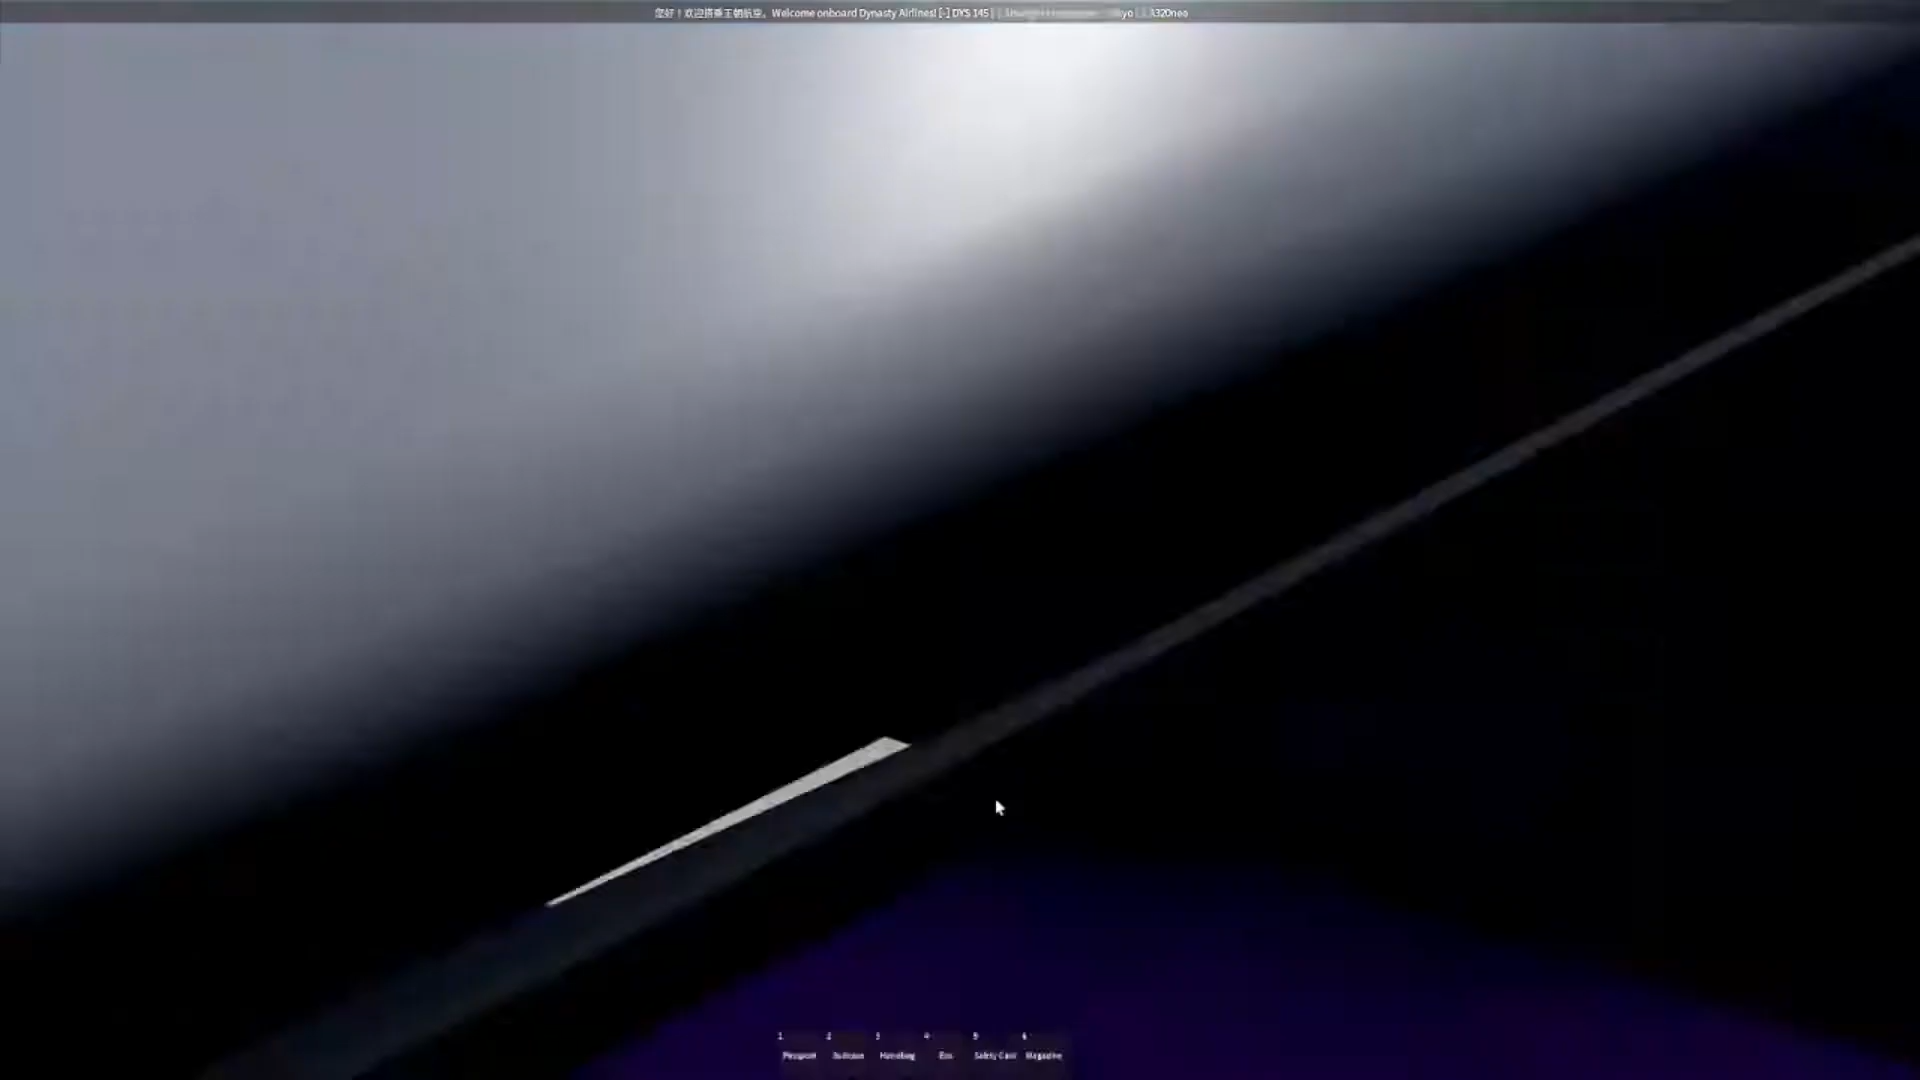 您好！欢迎搭乘王朝航空。Welcome onboard Dynasty Airlines! [-] DYS 145 A320neo
1 2 3 4 5 6
Passport Suitcase Handbag Safety Card Magazine